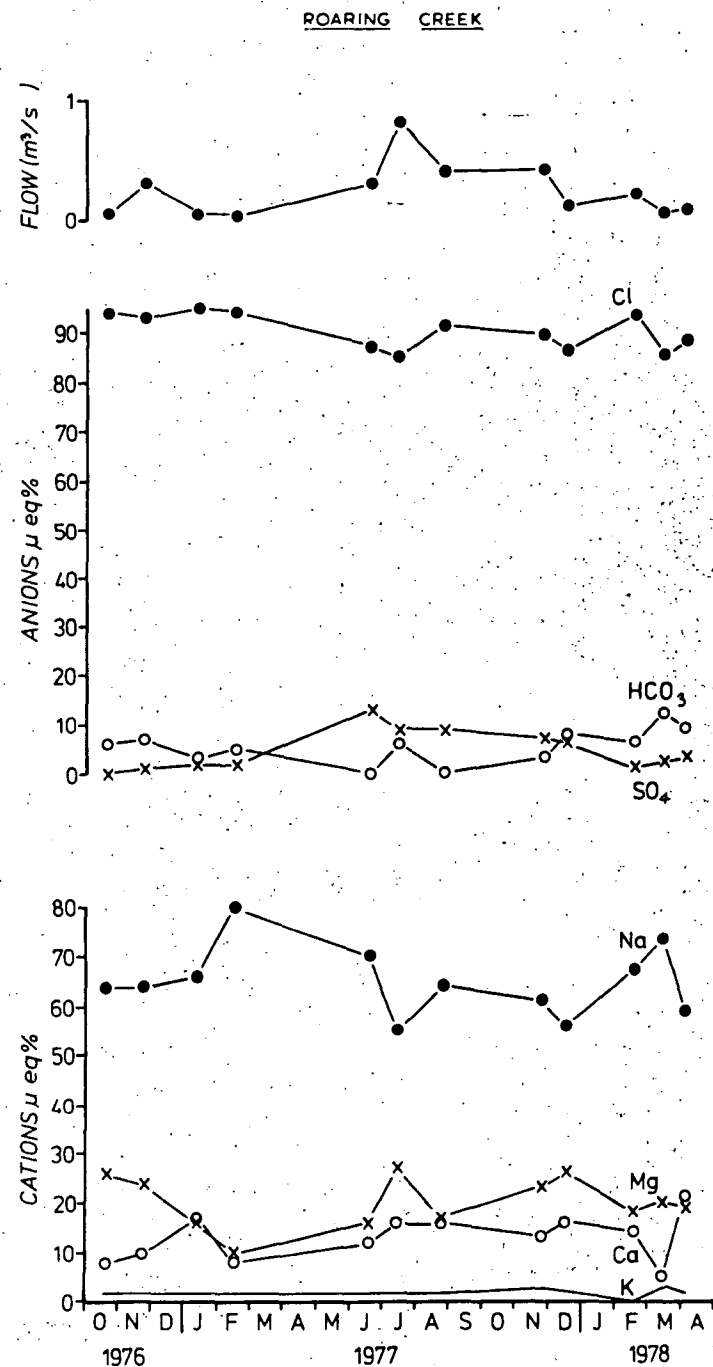 ROARING CREEK
FLOW (m³/s)
1
0
Cl
ANIONS µ eq%
90
80
70
60
50
40
30
20
10
0
HCO₃
SO₄
CATIONS µ eq%
80
70
60
50
40
30
20
10
0
Na
Mg
Ca
K
O N D J F M A M J J A S O N D J F M A
1976 1977 1978